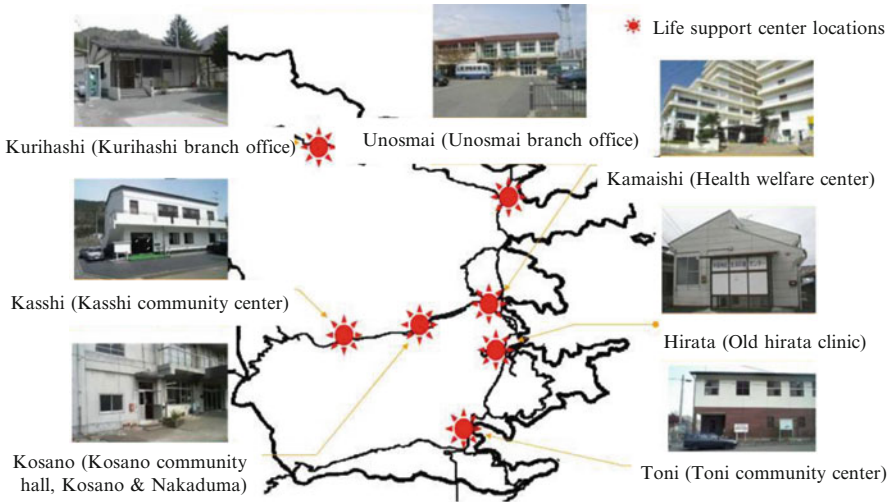 Life support center locations
Kurihashi (Kurihashi branch office)
Unosmai (Unosmai branch office)
Kamaishi (Health welfare center)
Kasshi (Kasshi community center)
Hirata (Old hirata clinic)
Kosano (Kosano community
hall, Kosano & Nakaduma)
Toni (Toni community center)